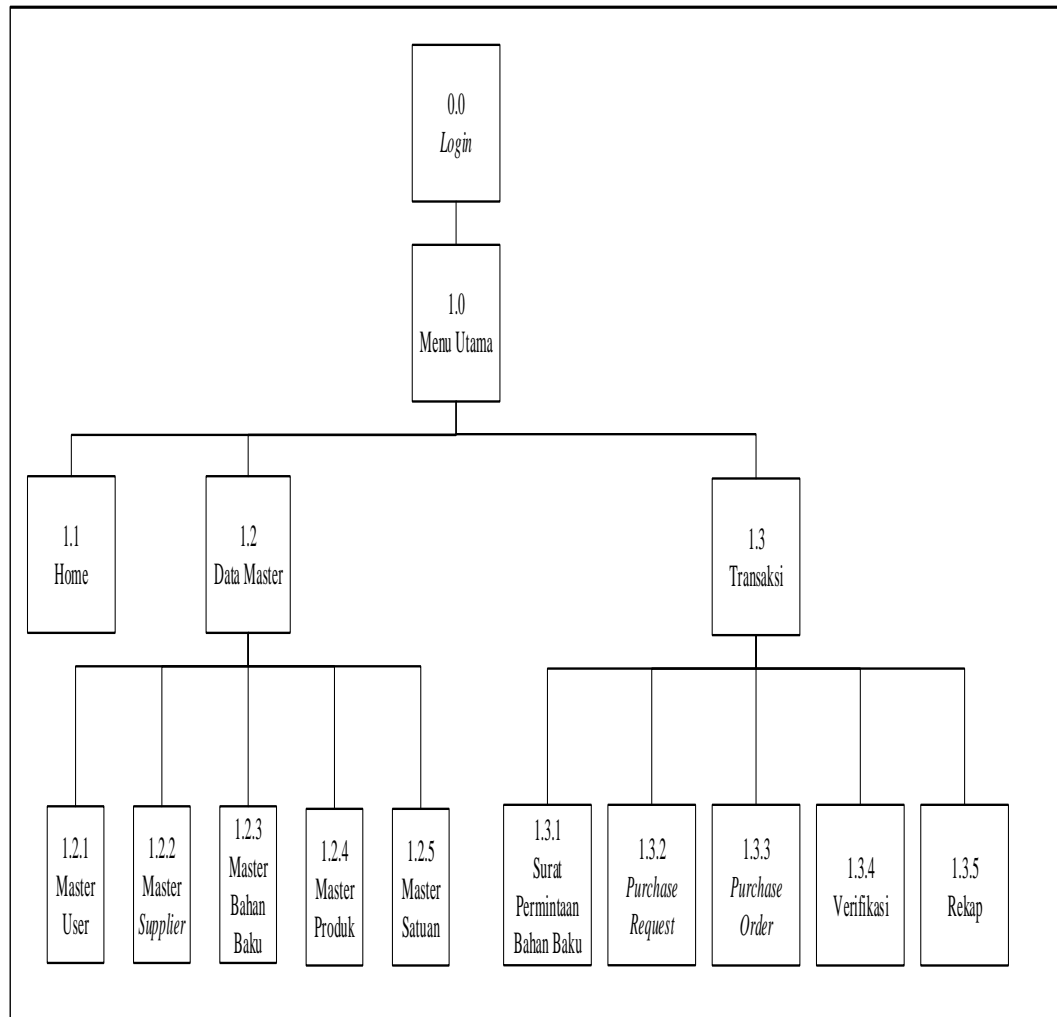 0.0
Login
1.0
Menu Utama
1.1
Home
1.2
Data Master
1.3
Transaksi
1.2.1
Master
User
1.2.2
Master
Supplier
1.2.3
Master
Bahan
Baku
1.2.4
Master
Produk
1.2.5
Master
Satuan
1.3.1
Surat
Permintaan
Bahan Baku
1.3.2
Purchase
Request
1.3.3
Purchase
Order
1.3.4
Verifikasi
1.3.5
Rekap